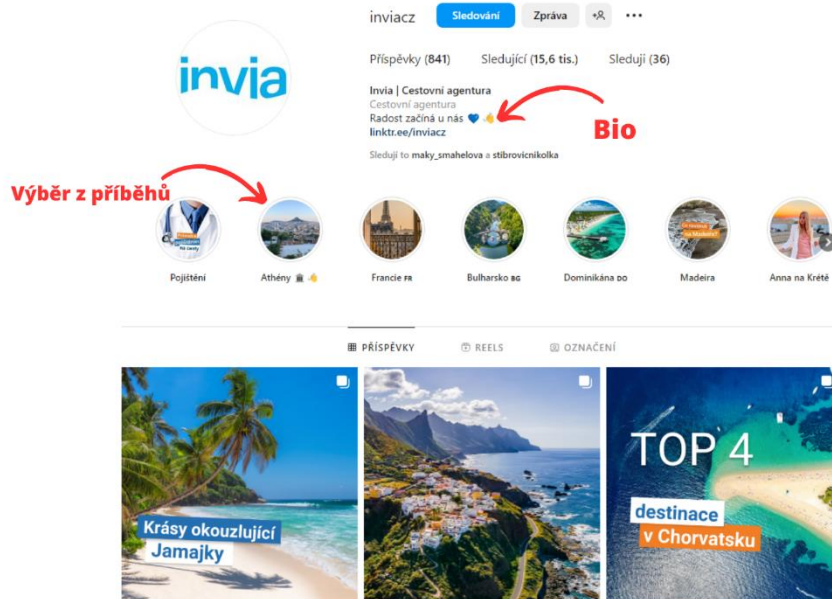 inviacz Sledování Zpráva
Příspěvky (841) Sledující (15,6 tis.) Sleduji (36)
invia
Invia | Cestovní agentura
Cestovní agentura
Radost začíná u nás 💙 👋
linktr.ee/inviacz
Bio
Sledují to maky_smahelova a stibrovicnikolka
Výběr z příběhů
Pojištění Athény 🏛 👋 Francie FR Bulharsko BG Dominikána DO Madeira Anna na Krétě
PŘÍSPĚVKY REELS OZNAČENÍ
Krásy okouzlující
Jamajky
TOP 4
destinace
v Chorvatsku